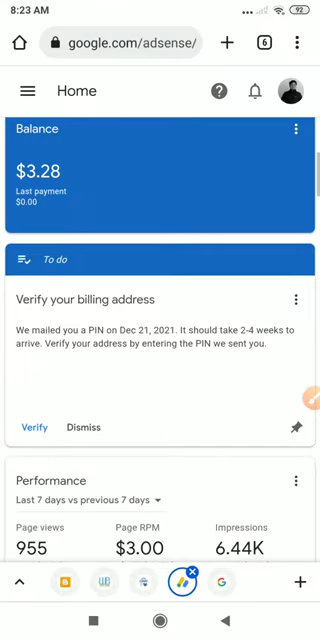 8:23 AM
92
google.com/adsense/
6
Home
Balance
$3.28
Last payment
$0.00
To do
Verify your billing address
We mailed you a PIN on Dec 21, 2021. It should take 2-4 weeks to
arrive. Verify your address by entering the PIN we sent you.
Verify Dismiss
Performance
Last 7 days vs previous 7 days
Page views Page RPM Impressions
955 $3.00 6.44K